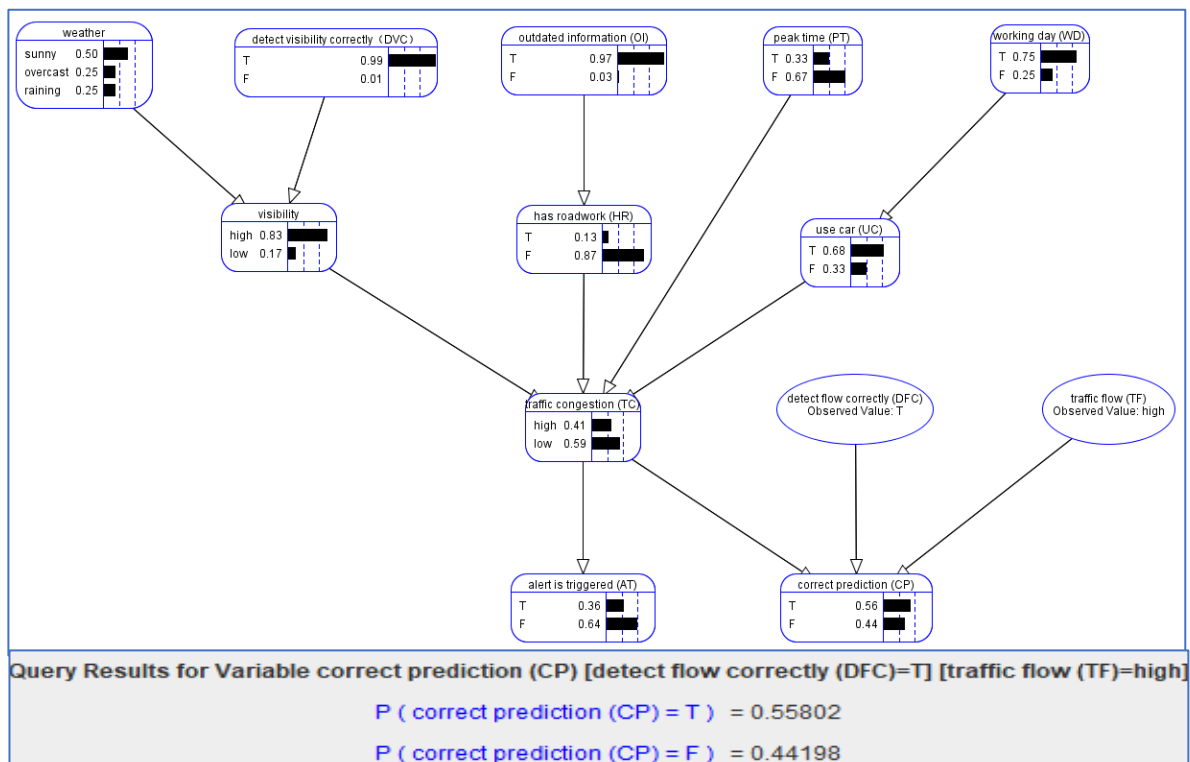 weather
sunny 0.50
overcast 0.25
raining 0.25
detect visibility correctly（DVC）
T 0.99
F 0.01
outdated information (OI)
T 0.97
F 0.03
peak time (PT)
T 0.33
F 0.67
working day (WD)
T 0.75
F 0.25
visibility
high 0.83
low 0.17
has roadwork (HR)
T 0.13
F 0.87
use car (UC)
T 0.68
F 0.33
traffic congestion (TC)
high 0.41
low 0.59
detect flow correctly (DFC)
Observed Value: T
traffic flow (TF)
Observed Value: high
alert is triggered (AT)
T 0.36
F 0.64
correct prediction (CP)
T 0.56
F 0.44
Query Results for Variable correct prediction (CP) [detect flow correctly (DFC)=T] [traffic flow (TF)=high]
P ( correct prediction (CP) = T ) = 0.55802
P ( correct prediction (CP) = F ) = 0.44198